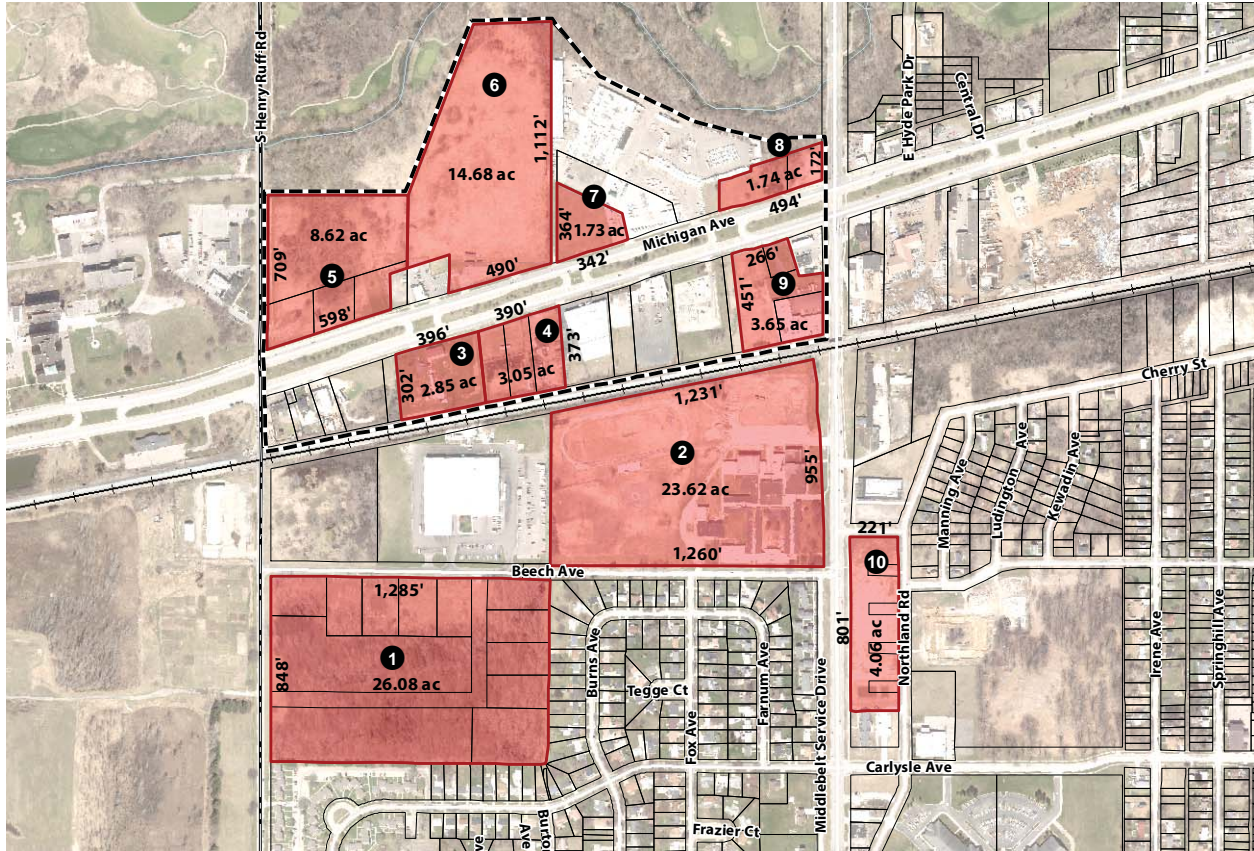 S Henry Ruff Rd
E Hyde Park Dr
Central Dr
6
1,112'
14.68 ac
8
1.74 ac
172'
494'
7
364'
1.73 ac
342'
Michigan Ave
8.62 ac
709'
5
598'
490'
266'
9
451'
3.65 ac
390'
396'
4
3
373'
302'
2.85 ac
3.05 ac
1,231'
2
23.62 ac
955'
1,260'
Cherry St
Manning Ave
Ludington Ave
Kewadin Ave
221'
10
801'
4.06 ac
Northland Rd
Irene Ave
Springhill Ave
Beech Ave
1,285'
1
848'
26.08 ac
Burns Ave
Tegge Ct
Fox Ave
Farnum Ave
Middlebelt Service Drive
Carlysle Ave
Frazier Ct
Burto
Ave
ve